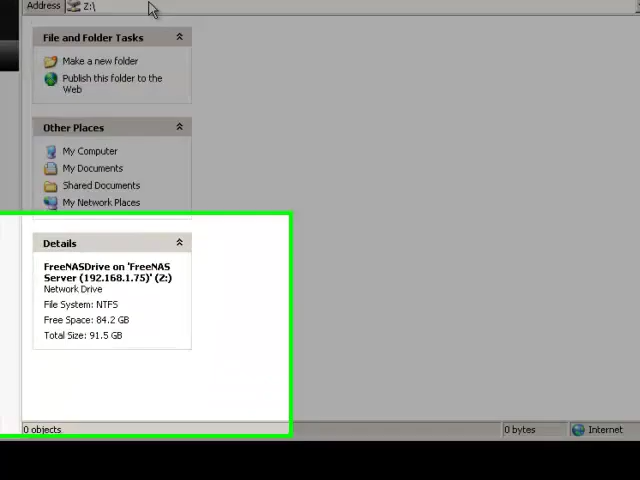 Address Z:\
File and Folder Tasks
Make a new folder
Publish this folder to the
Web
Other Places
My Computer
My Documents
Shared Documents
My Network Places
Details
FreeNASDrive on 'FreeNAS
Server (192.168.1.75)' (Z:)
Network Drive
File System: NTFS
Free Space: 84.2 GB
Total Size: 91.5 GB
0 objects
0 bytes
Internet